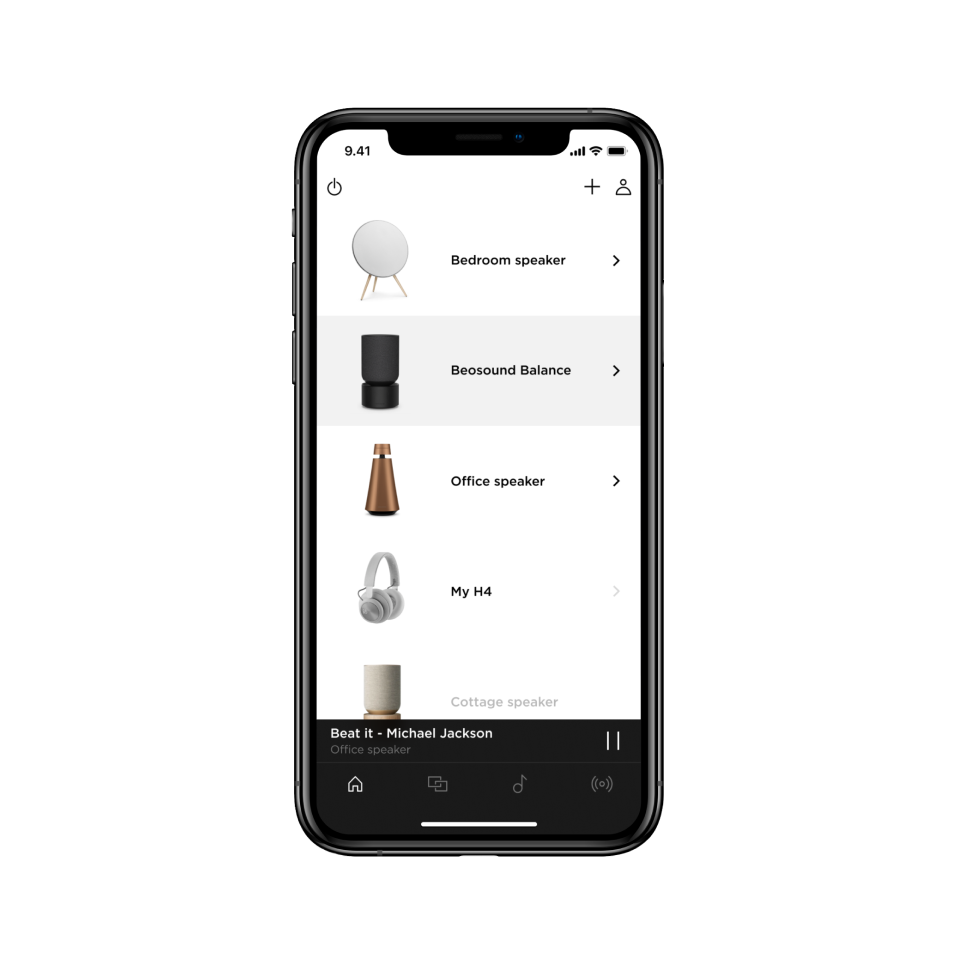 9.41
Bedroom speaker
Beosound Balance
Office speaker
My H4
Cottage speaker
Beat it - Michael Jackson
Office speaker